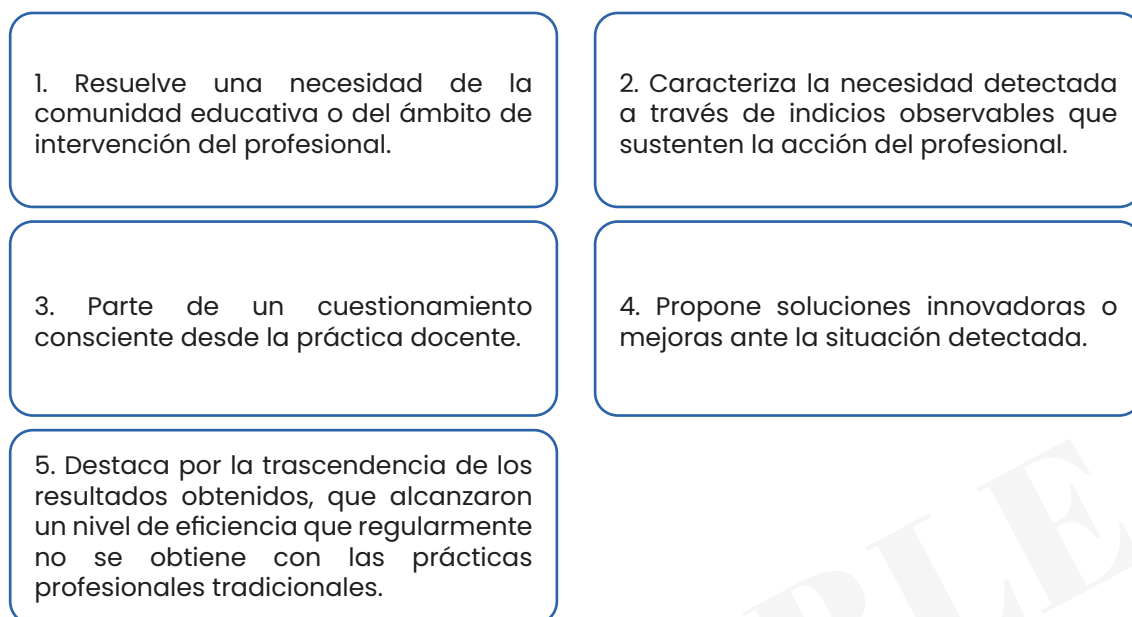 1. Resuelve una necesidad de la
comunidad educativa o del ámbito de
intervención del profesional.
2. Caracteriza la necesidad detectada
a través de indicios observables que
sustenten la acción del profesional.
3. Parte de un cuestionamiento
consciente desde la práctica docente.
4. Propone soluciones innovadoras o
mejoras ante la situación detectada.
5. Destaca por la trascendencia de los
resultados obtenidos, que alcanzaron
un nivel de eficiencia que regularmente
no se obtiene con las prácticas
profesionales tradicionales.